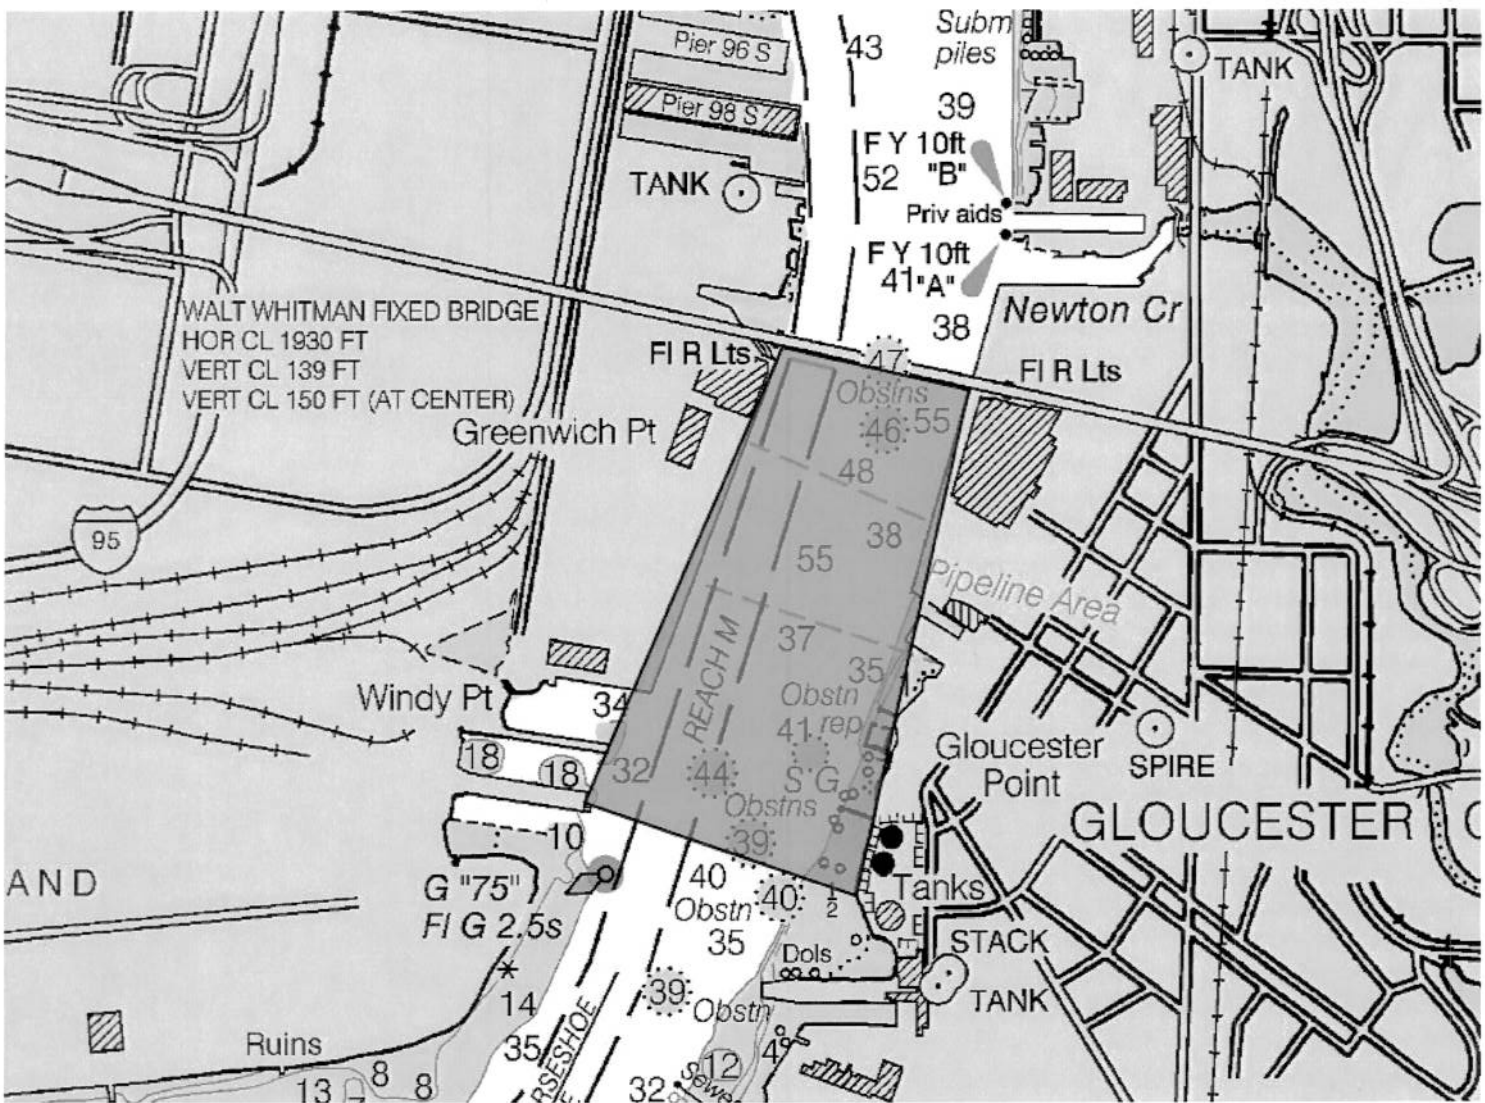 Pier 96 S
43
Subm
piles
TANK
39
7
Pier 98 S
F Y 10ft
"B"
52
TANK
Priv aids
F Y 10ft
41 "A"
Newton Cr
WALT WHITMAN FIXED BRIDGE
HOR CL 1930 FT
VERT CL 139 FT
VERT CL 150 FT (AT CENTER)
38
Fl R Lts
47
Fl R Lts
Obstns
Greenwich Pt
46
55
48
95
38
55
Pipeline Area
37
REACH M
35
Obstn
rep
41
Windy Pt
34
18
18
32
44
S G
Obstns
Gloucester
Point
SPIRE
GLOUCESTER
10
39
AND
G "75"
Fl G 2.5s
40
40
Obstn
35
1
2
Tanks
STACK
Dols
TANK
14
39
Obstn
35
RSESHOE
Ruins
13
8
8
32
12
4
Sewe